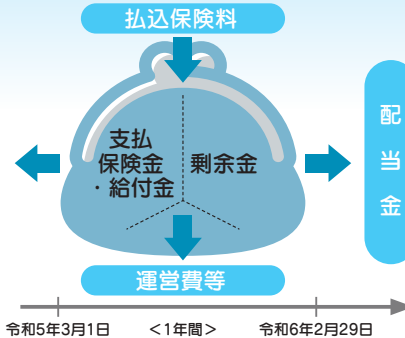 払込保険料
支払
保険金
・給付金
剰余金
配当金
運営費等
令和5年3月1日 <1年間> 令和6年2月29日